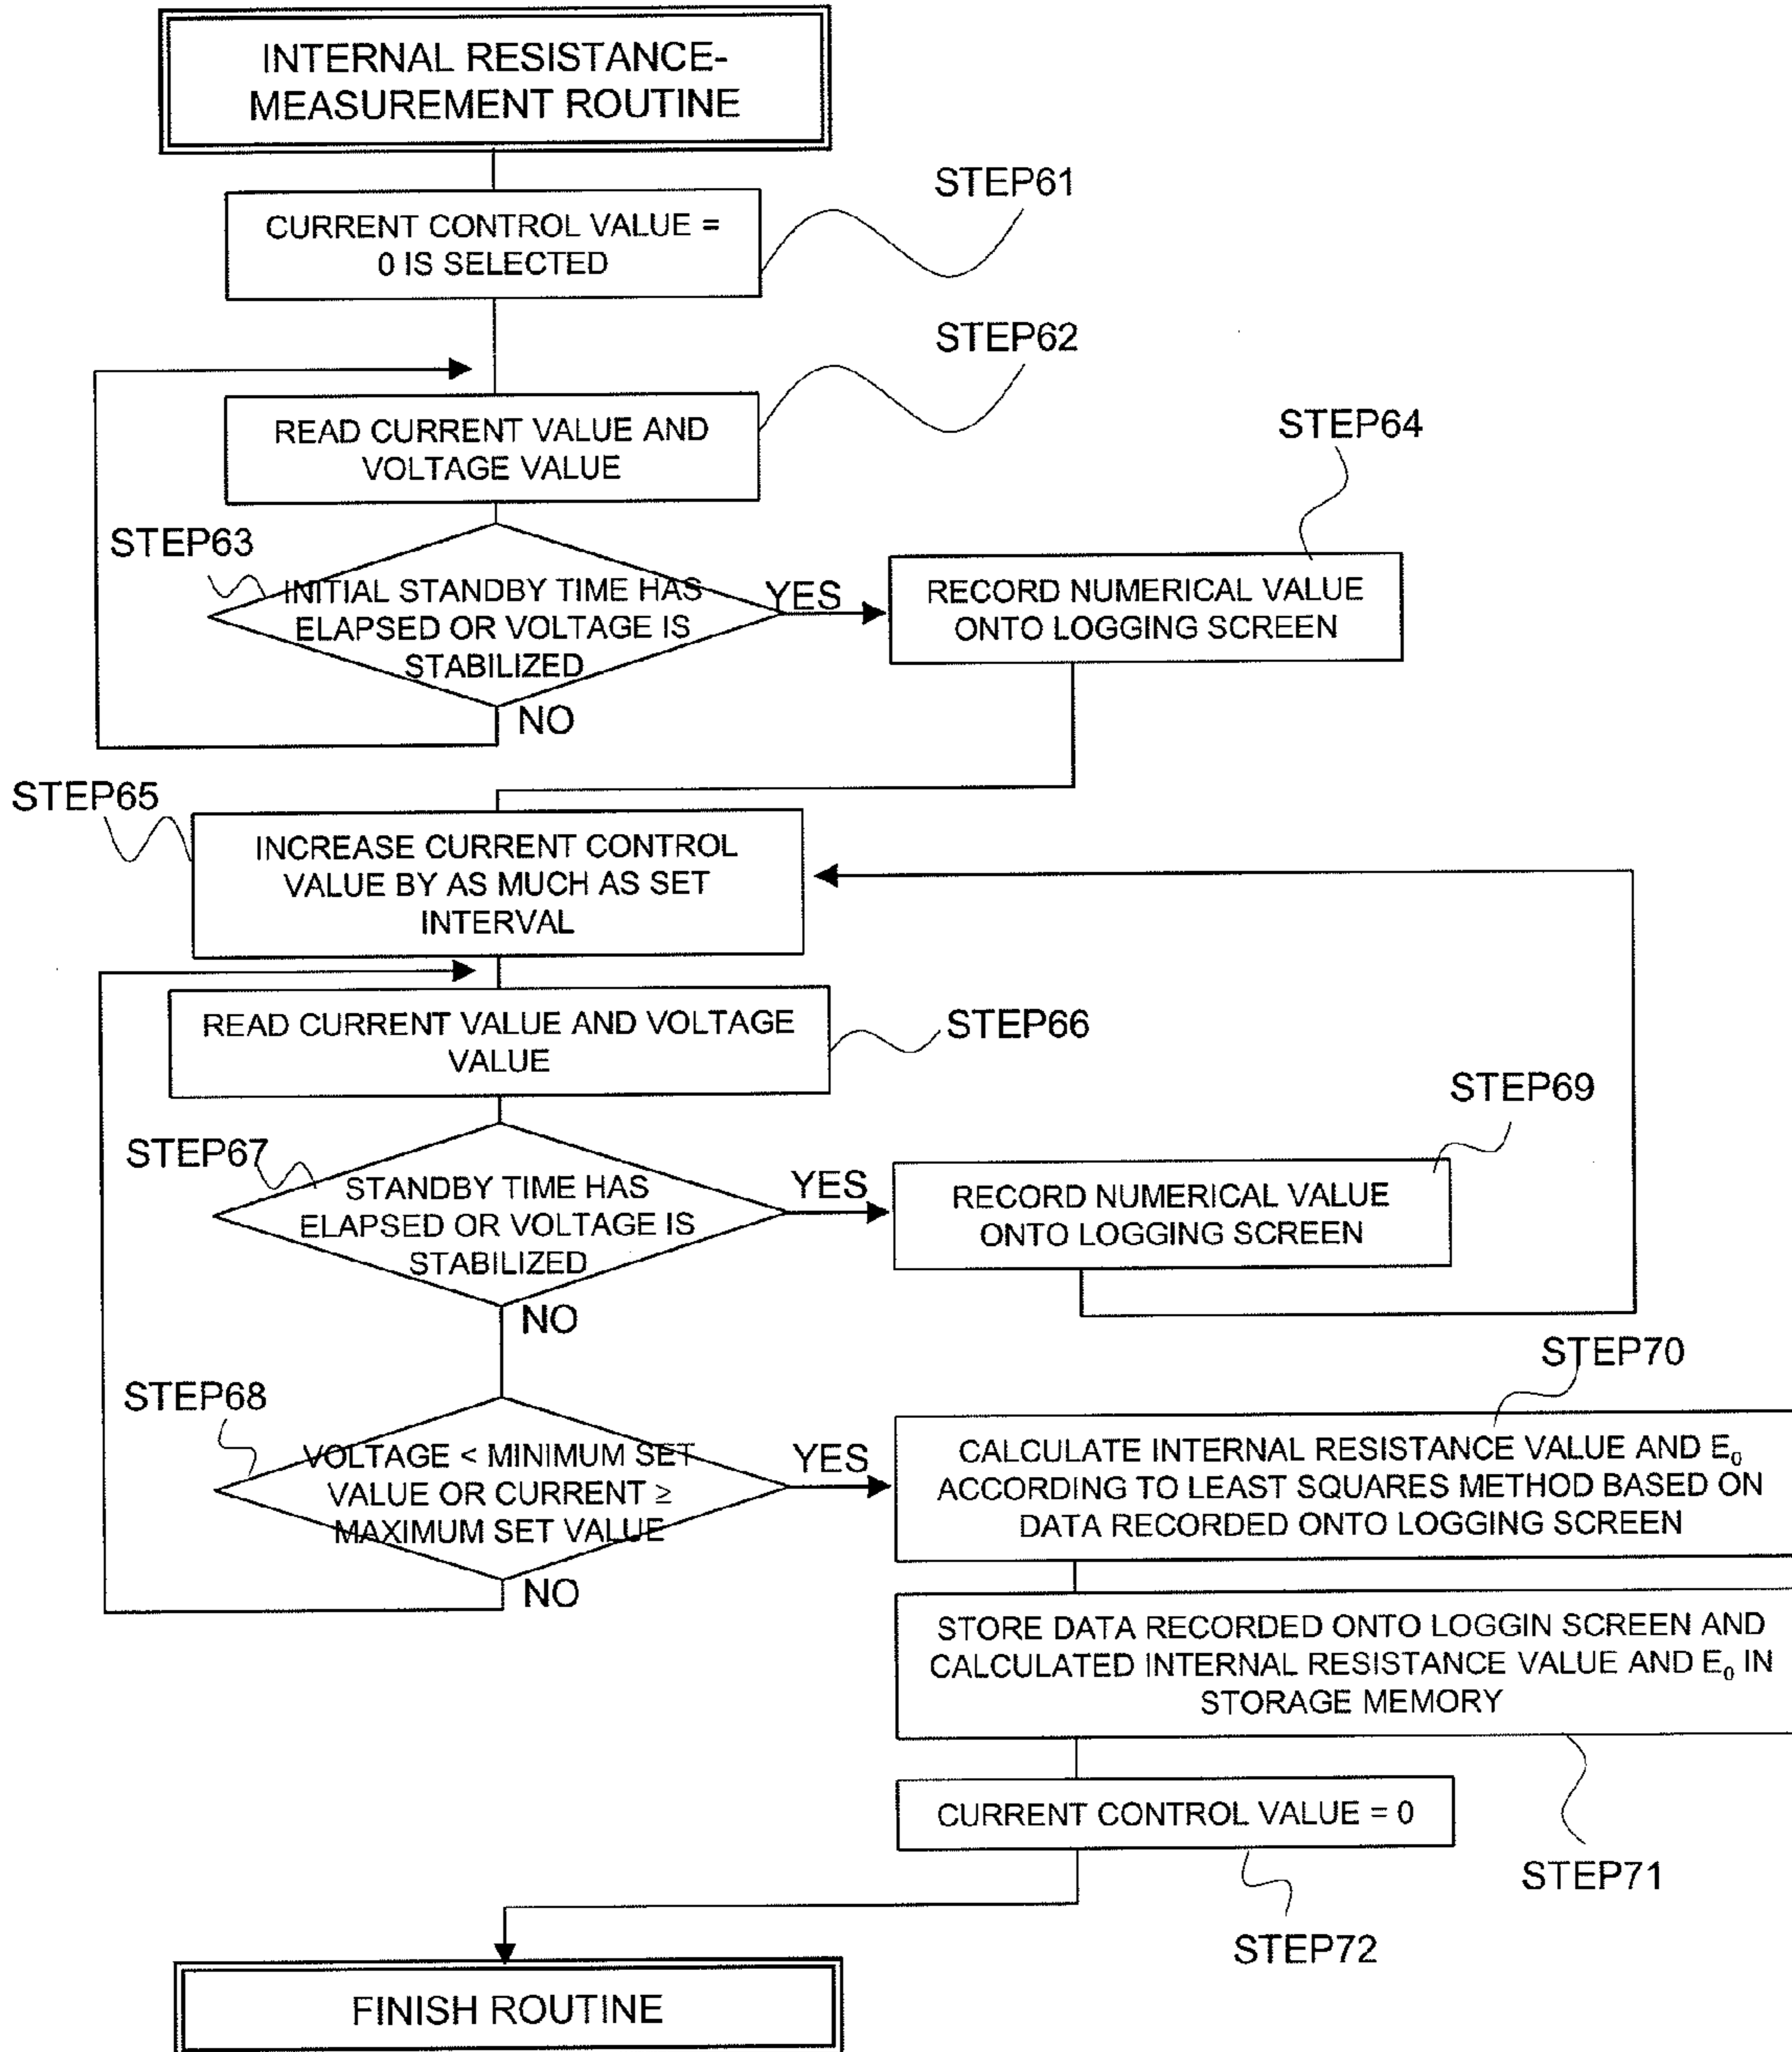 INTERNAL RESISTANCE-
MEASUREMENT ROUTINE
STEP61
CURRENT CONTROL VALUE =
0 IS SELECTED
STEP62
READ CURRENT VALUE AND
VOLTAGE VALUE
STEP64
STEP63
INITIAL STANDBY TIME HAS
ELAPSED OR VOLTAGE IS
STABILIZED
YES
RECORD NUMERICAL VALUE
ONTO LOGGING SCREEN
NO
STEP65
INCREASE CURRENT CONTROL
VALUE BY AS MUCH AS SET
INTERVAL
READ CURRENT VALUE AND VOLTAGE
VALUE
STEP66
STEP69
STEP67
STANDBY TIME HAS
ELAPSED OR VOLTAGE IS
STABILIZED
YES
RECORD NUMERICAL VALUE
ONTO LOGGING SCREEN
NO
STEP70
STEP68
VOLTAGE < MINIMUM SET
VALUE OR CURRENT ≥
MAXIMUM SET VALUE
YES
CALCULATE INTERNAL RESISTANCE VALUE AND E₀
ACCORDING TO LEAST SQUARES METHOD BASED ON
DATA RECORDED ONTO LOGGING SCREEN
NO
STORE DATA RECORDED ONTO LOGGIN SCREEN AND
CALCULATED INTERNAL RESISTANCE VALUE AND E₀ IN
STORAGE MEMORY
CURRENT CONTROL VALUE = 0
STEP71
STEP72
FINISH ROUTINE